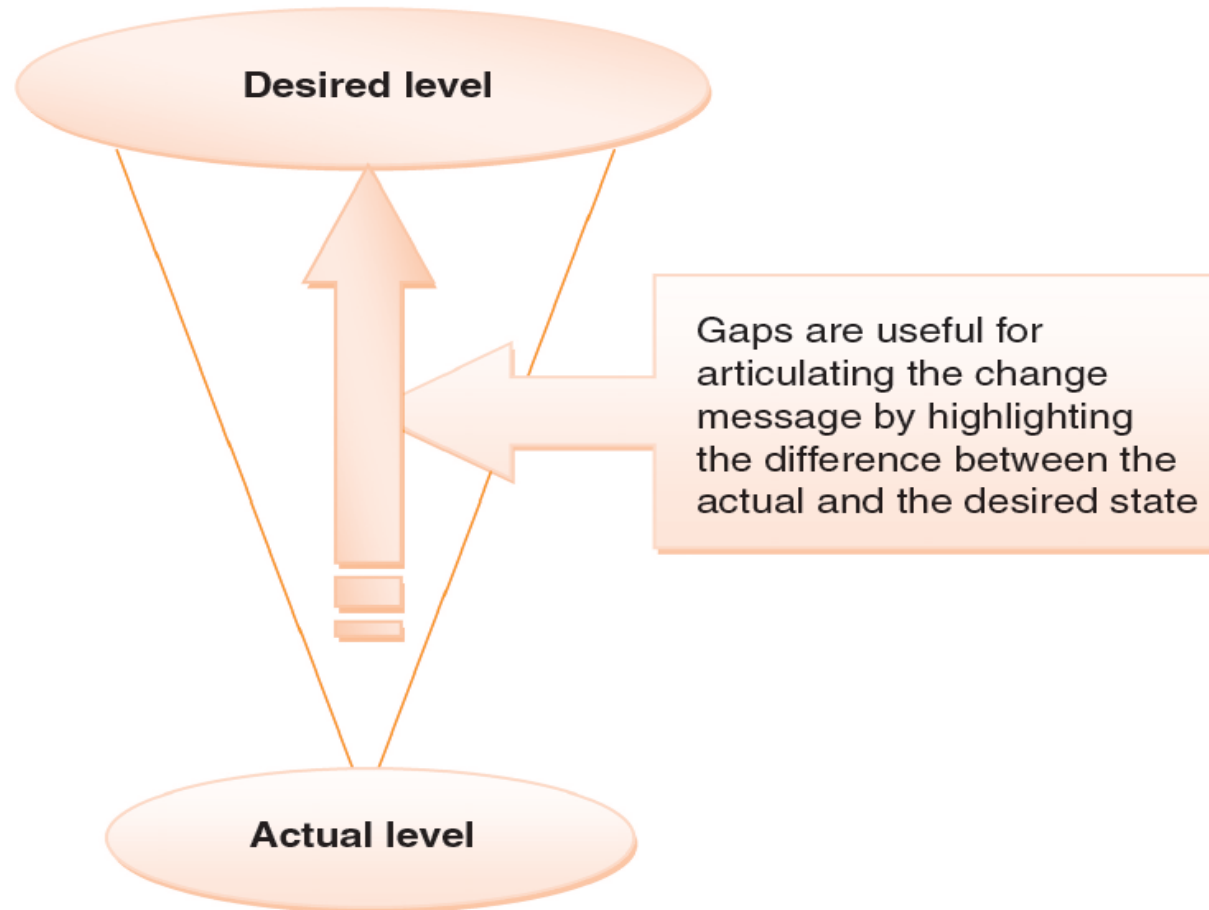 Desired level
Gaps are useful for
articulating the change
message by highlighting
the difference between the
actual and the desired state
Actual level